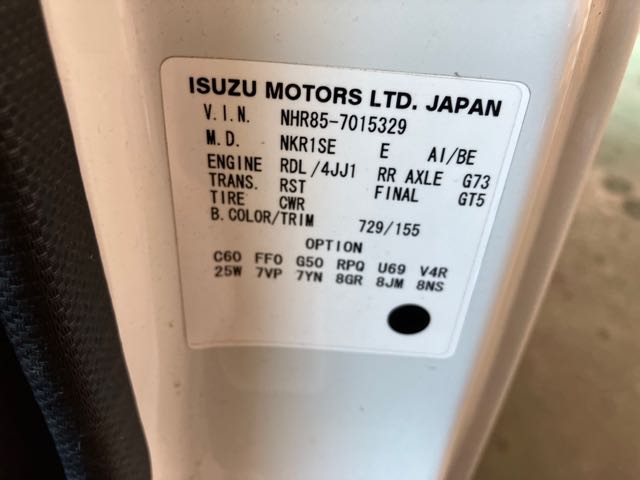 ISUZU MOTORS LTD. JAPAN
V.I.N. NHR85-7015329
M.D. NKR1SE E AI/BE
ENGINE RDL/4JJ1 RR AXLE G73
TRANS. RST FINAL GT5
TIRE CWR
B.COLOR/TRIM 729/155
OPTION
C60 FF0 G50 RPQ U69 V4R
25W 7VP 7YN 8GR 8JM 8NS